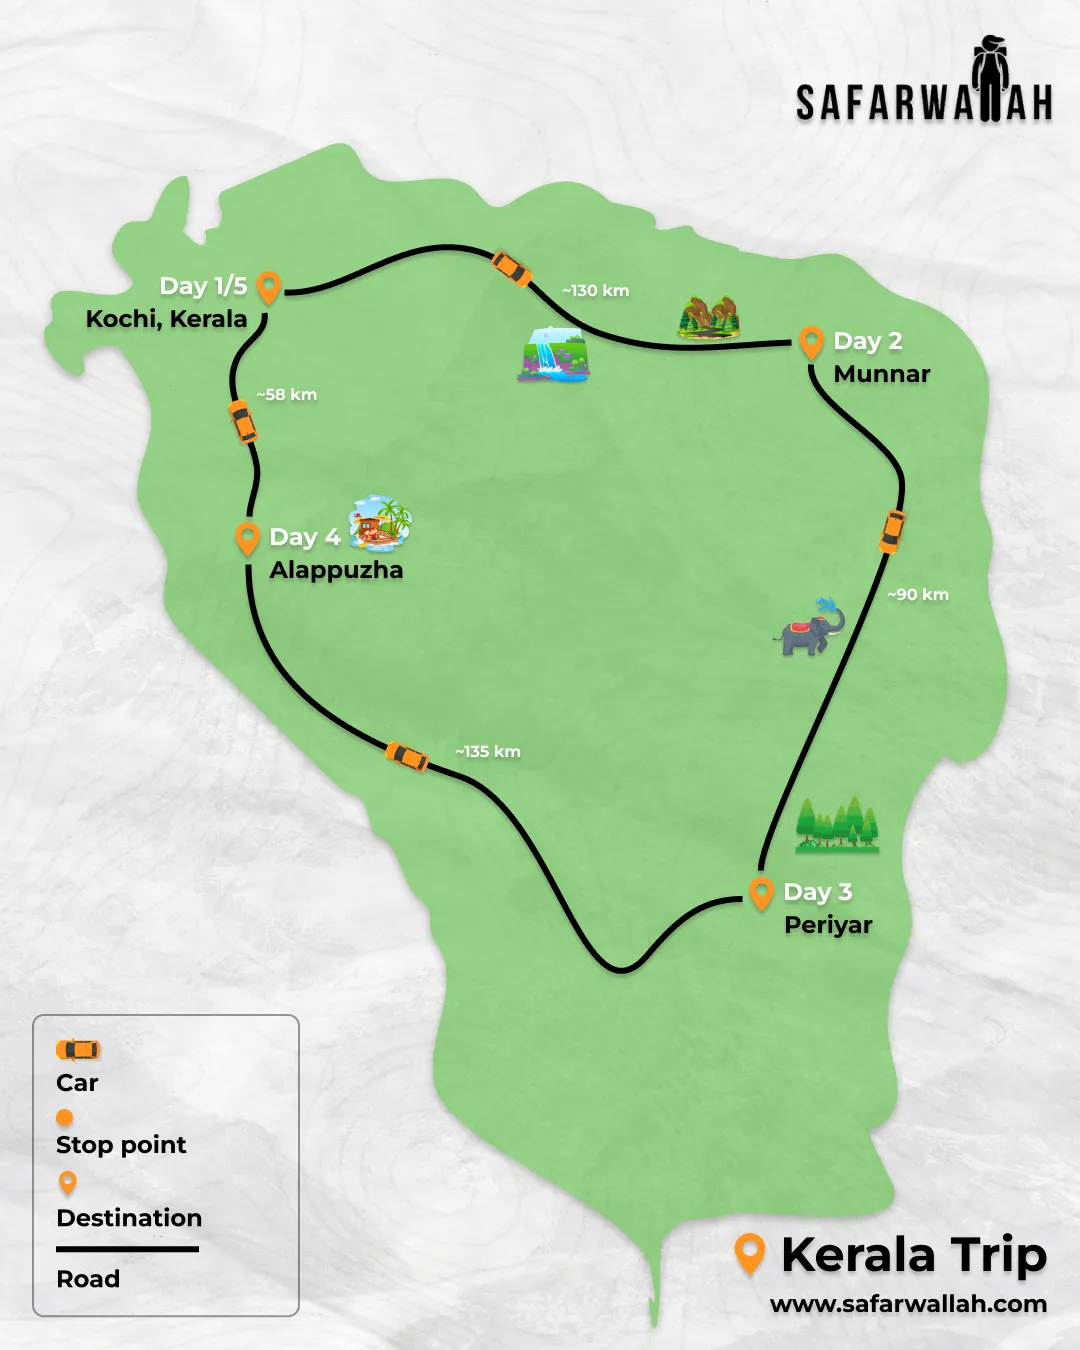 SAFARWALLAH
Day 1/5
Kochi, Kerala
~130 km
Day 2
Munnar
~58 km
Day 4
Alappuzha
~90 km
~135 km
Day 3
Periyar
Car
Stop point
Destination
Road
Kerala Trip
www.safarwallah.com